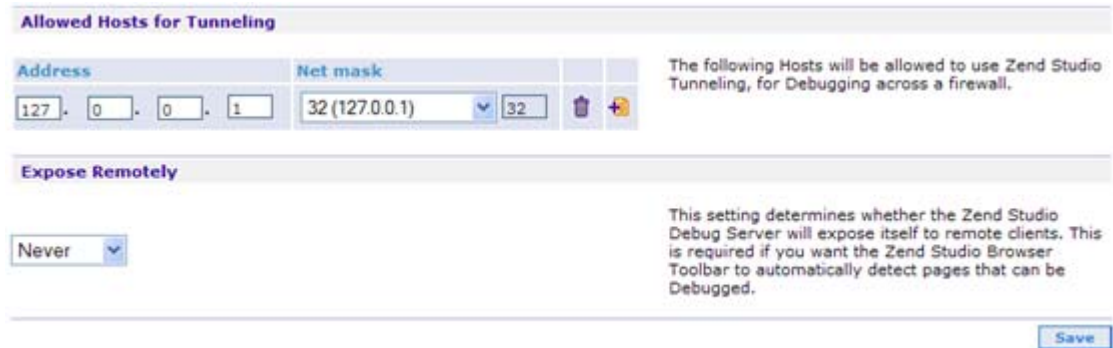 Allowed Hosts for Tunneling
Address Net mask
127 . 0 . 0 . 1 32 (127.0.0.1) 32
The following Hosts will be allowed to use Zend Studio
Tunneling, for Debugging across a firewall.
Expose Remotely
Never
This setting determines whether the Zend Studio
Debug Server will expose itself to remote clients. This
is required if you want the Zend Studio Browser
Toolbar to automatically detect pages that can be
Debugged.
Save